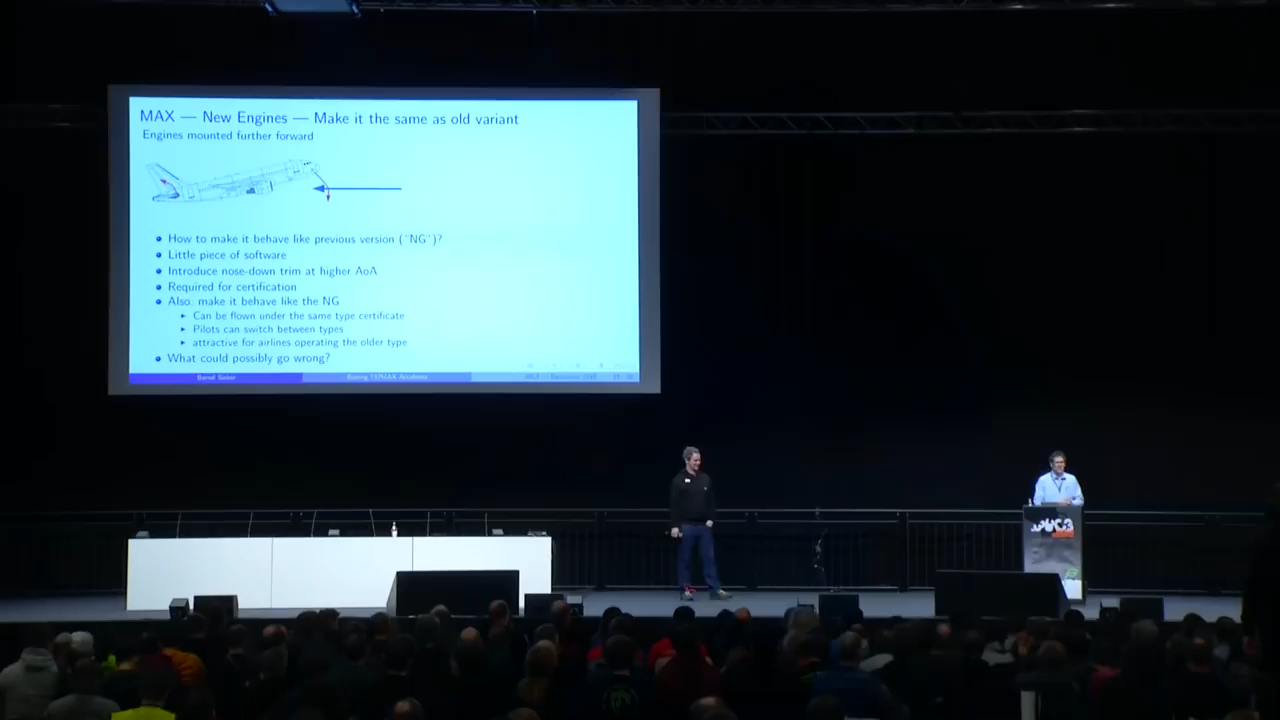 MAX — New Engines — Make it the same as old variant
Engines mounted further forward
How to make it behave like previous version ("NG")?
Little piece of software
Introduce nose-down trim at higher AoA
Required for certification
Also: make it behave like the NG
Can be flown under the same type certificate
Pilots can switch between types
attractive for airlines operating the older type
What could possibly go wrong?
Boeing 737MAX Accidents